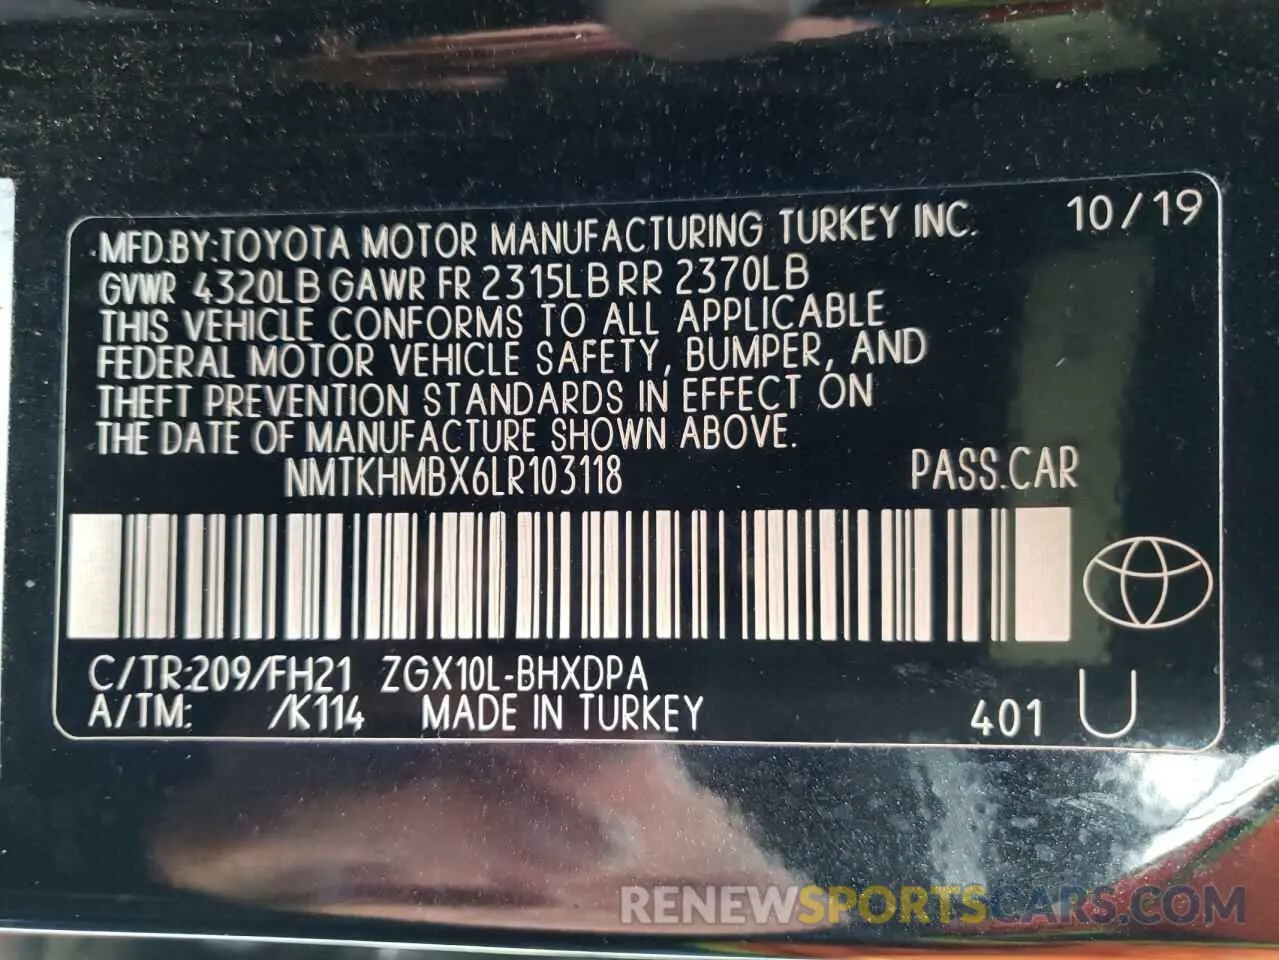 MFD.BY:TOYOTA MOTOR MANUFACTURING TURKEY INC. 10/19
GVWR 4320LB GAWR FR 2315LB RR 2370LB
THIS VEHICLE CONFORMS TO ALL APPLICABLE
FEDERAL MOTOR VEHICLE SAFETY, BUMPER, AND
THEFT PREVENTION STANDARDS IN EFFECT ON
THE DATE OF MANUFACTURE SHOWN ABOVE.
NMTKHMBX6LR103118 PASS.CAR
C/TR:209/FH21 ZGX10L-BHXDPA
A/TM: /K114 MADE IN TURKEY 401 U
RENEWSPORTSCARS.COM